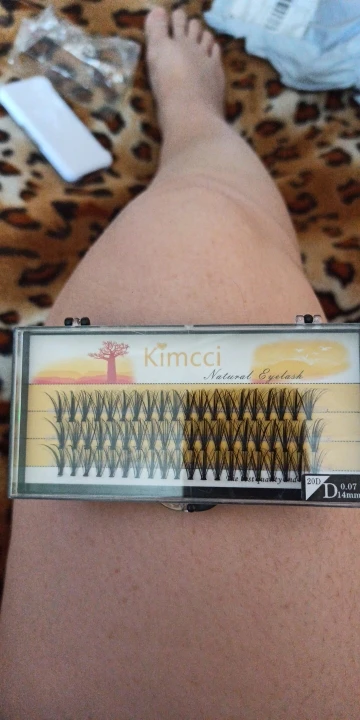 Kimcci
Natural Eyelash
20D
D
0.07
14mm